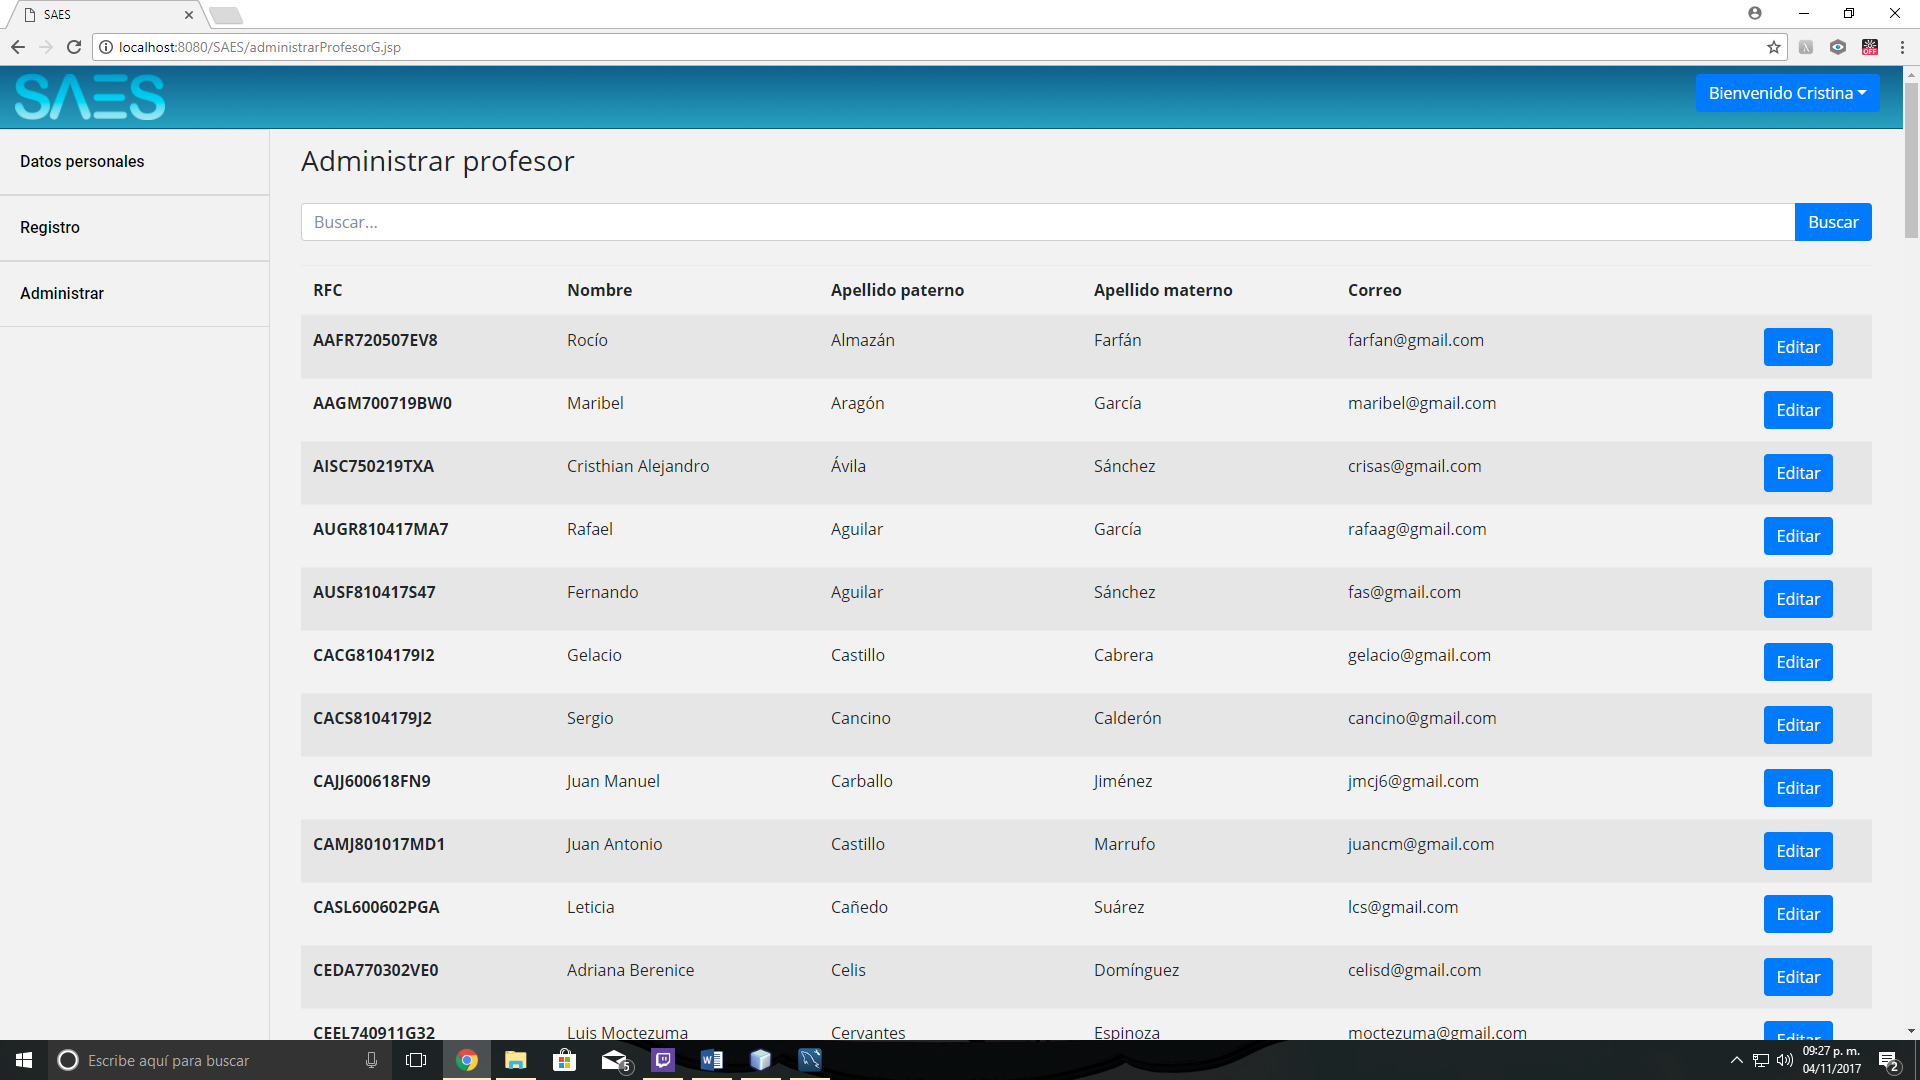 SAES
localhost:8080/SAES/administrarProfesorG.jsp
OFF
SAES
Bienvenido Cristina
Datos personales
Registro
Administrar
Administrar profesor
Buscar...
Buscar
RFC Nombre Apellido paterno Apellido materno Correo
AAFR720507EV8 Rocío Almazán Farfán farfan@gmail.com Editar
AAGM700719BW0 Maribel Aragón García maribel@gmail.com Editar
AISC750219TXA Cristhian Alejandro Ávila Sánchez crisas@gmail.com Editar
AUGR810417MA7 Rafael Aguilar García rafaag@gmail.com Editar
AUSF810417S47 Fernando Aguilar Sánchez fas@gmail.com Editar
CACG8104179I2 Gelacio Castillo Cabrera gelacio@gmail.com Editar
CACS8104179J2 Sergio Cancino Calderón cancino@gmail.com Editar
CAJJ600618FN9 Juan Manuel Carballo Jiménez jmcj6@gmail.com Editar
CAMJ801017MD1 Juan Antonio Castillo Marrufo juancm@gmail.com Editar
CASL600602PGA Leticia Cañedo Suárez lcs@gmail.com Editar
CEDA770302VE0 Adriana Berenice Celis Domínguez celisd@gmail.com Editar
CEEL740911G32 Luis Moctezuma Cervantes Espinoza moctezuma@gmail.com Editar
Escribe aquí para buscar
5
09:27 p. m.
04/11/2017
2